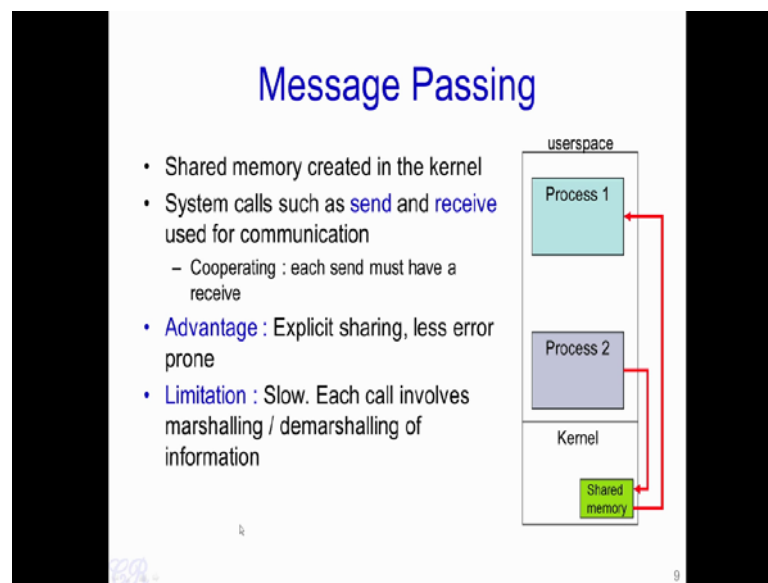 Message Passing
• Shared memory created in the kernel
• System calls such as send and receive
used for communication
– Cooperating : each send must have a
receive
• Advantage : Explicit sharing, less error
prone
• Limitation : Slow. Each call involves
marshalling / demarshalling of
information
userspace
Process 1
Process 2
Kernel
Shared
memory
9